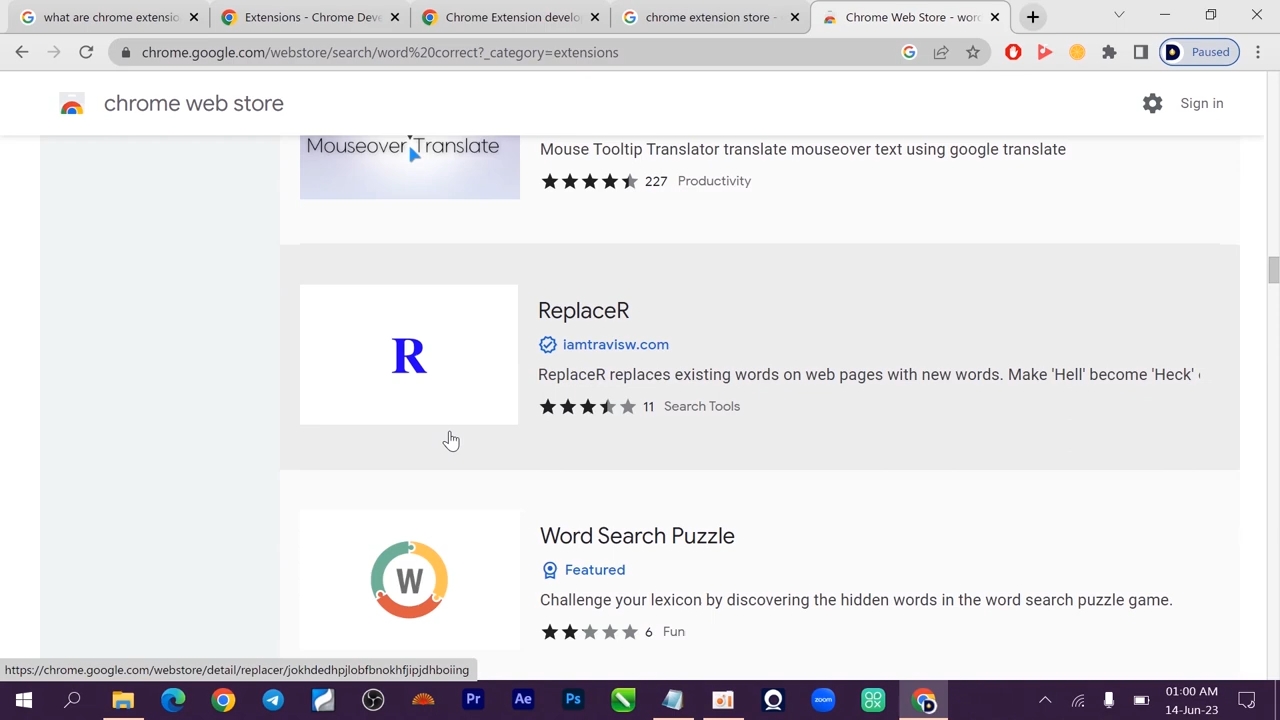 what are chrome extensio
Extensions - Chrome Deve
Chrome Extension develo
chrome extension store -
Chrome Web Store - word
chrome.google.com/webstore/search/word%20correct?_category=extensions
Paused
chrome web store
Sign in
Mouseover Translate
Mouse Tooltip Translator translate mouseover text using google translate
227 Productivity
R
ReplaceR
iamtravisw.com
ReplaceR replaces existing words on web pages with new words. Make 'Hell' become 'Heck'
11 Search Tools
W
Word Search Puzzle
Featured
Challenge your lexicon by discovering the hidden words in the word search puzzle game.
6 Fun
https://chrome.google.com/webstore/detail/replacer/jokhdedhpjlobfbnokhfjipjdhboiing
Pr
Ae
Ps
zoom
01:00 AM
14-Jun-23